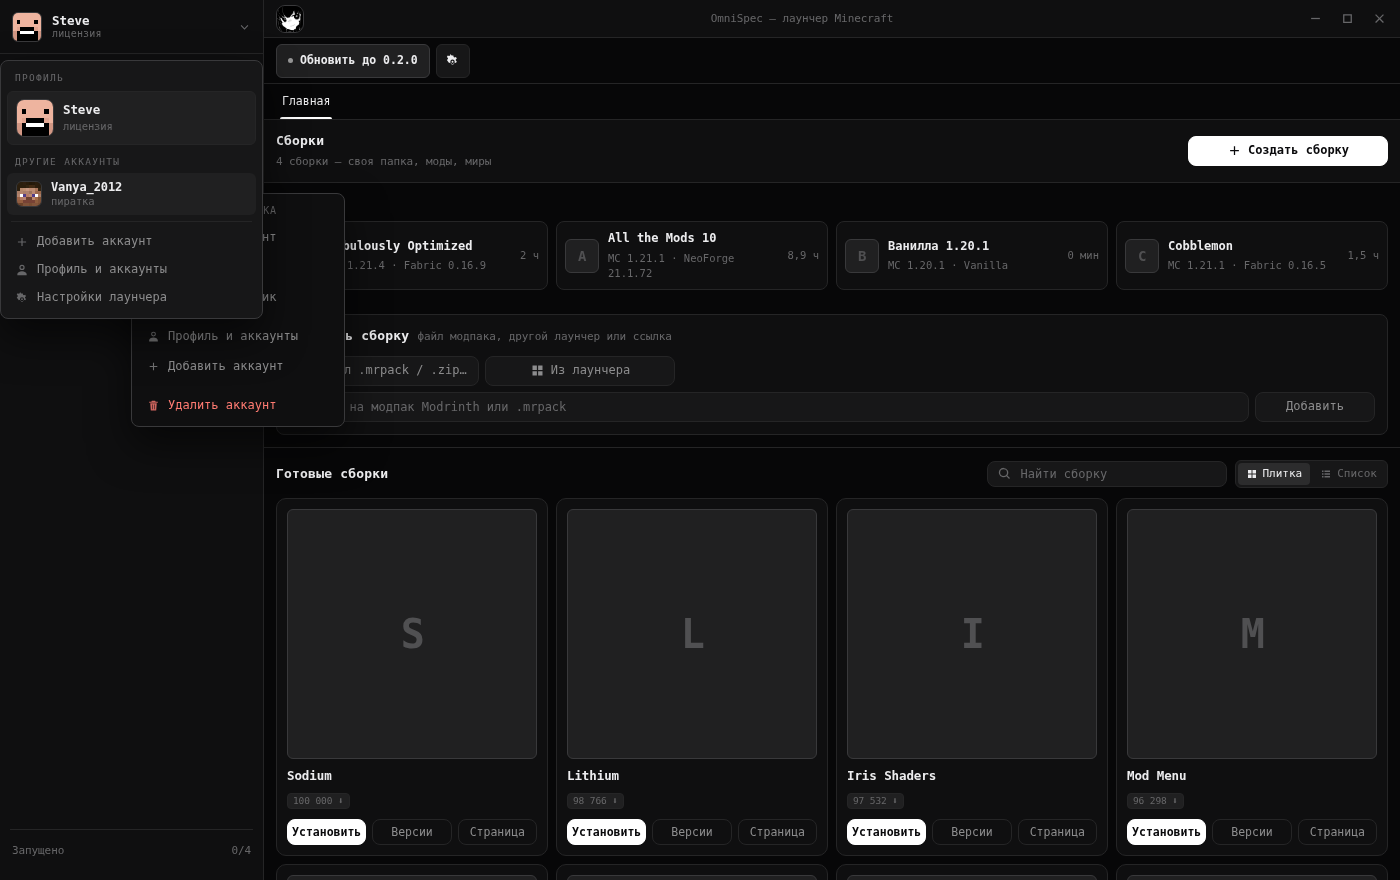 Steve
лицензия
OmniSpec — лаунчер Minecraft
Обновить до 0.2.0
ПРОФИЛЬ
Steve
лицензия
ДРУГИЕ АККАУНТЫ
Vanya_2012
пиратка
Добавить аккаунт
Профиль и аккаунты
Настройки лаунчера
КА
нт
ик
Профиль и аккаунты
Добавить аккаунт
Удалить аккаунт
Главная
Сборки
4 сборки — своя папка, моды, миры
Создать сборку
bulously Optimized
1.21.4 · Fabric 0.16.9
2 ч
A
All the Mods 10
MC 1.21.1 · NeoForge
21.1.72
8,9 ч
В
Ванилла 1.20.1
MC 1.20.1 · Vanilla
0 мин
C
Cobblemon
MC 1.21.1 · Fabric 0.16.5
1,5 ч
ь сборку файл модпака, другой лаунчер или ссылка
л .mrpack / .zip…
Из лаунчера
на модпак Modrinth или .mrpack
Добавить
Готовые сборки
Найти сборку
Плитка
Список
S
Sodium
100 000 ⬇
Установить
Версии
Страница
L
Lithium
98 766 ⬇
Установить
Версии
Страница
I
Iris Shaders
97 532 ⬇
Установить
Версии
Страница
M
Mod Menu
96 298 ⬇
Установить
Версии
Страница
Запущено
0/4